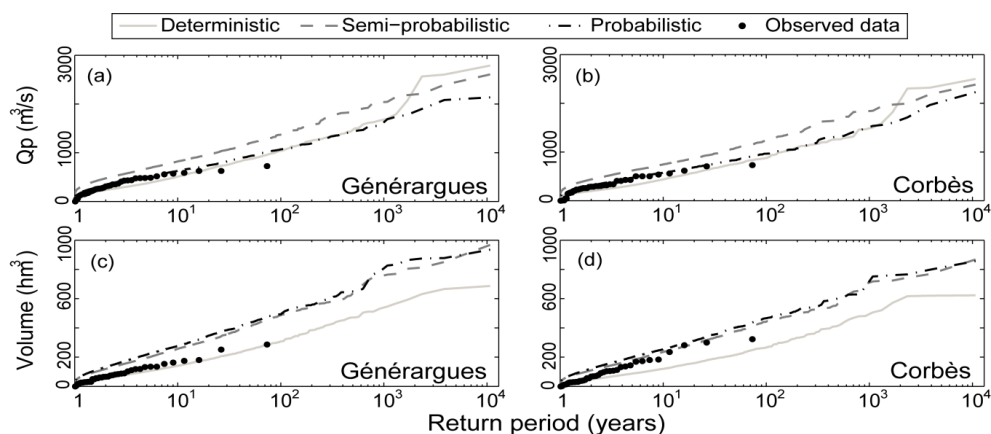 Deterministic Semi−probabilistic Probabilistic Observed data
(a) (b)
Qp (m³/s)
3000 1000 0
3000 1000 0
Générargues Corbès
1 10¹ 10² 10³ 10⁴ 1 10¹ 10² 10³ 10⁴
(c) (d)
Volume (hm³)
1000 600 200 0
1000 600 200 0
Générargues Corbès
1 10¹ 10² 10³ 10⁴ 1 10¹ 10² 10³ 10⁴
Return period (years)